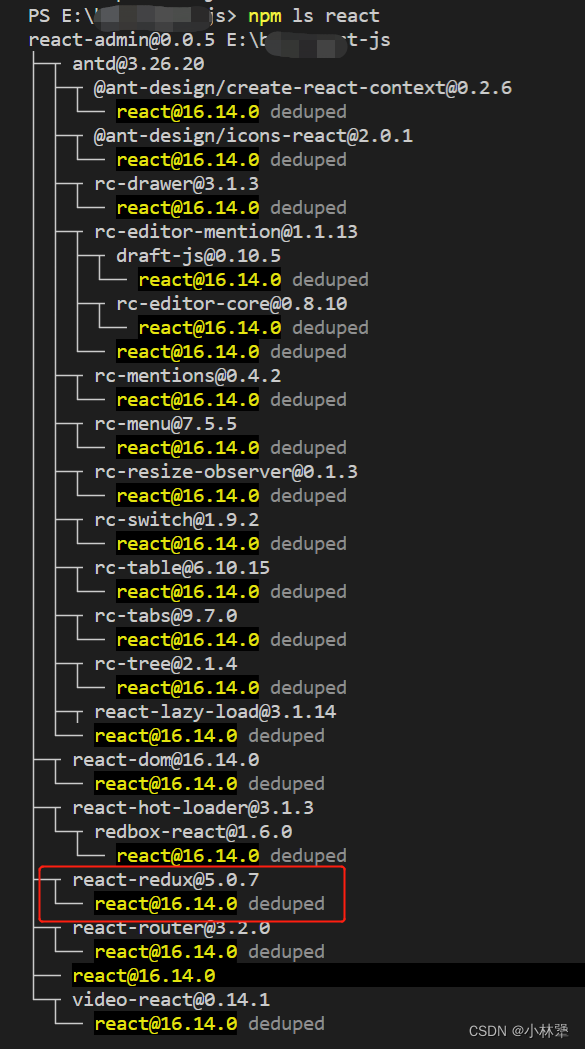 PS E:\ js> npm ls react
react-admin@0.0.5 E:\ t-js
antd@3.26.20
@ant-design/create-react-context@0.2.6
react@16.14.0 deduped
@ant-design/icons-react@2.0.1
react@16.14.0 deduped
rc-drawer@3.1.3
react@16.14.0 deduped
rc-editor-mention@1.1.13
draft-js@0.10.5
react@16.14.0 deduped
rc-editor-core@0.8.10
react@16.14.0 deduped
react@16.14.0 deduped
rc-mentions@0.4.2
react@16.14.0 deduped
rc-menu@7.5.5
react@16.14.0 deduped
rc-resize-observer@0.1.3
react@16.14.0 deduped
rc-switch@1.9.2
react@16.14.0 deduped
rc-table@6.10.15
react@16.14.0 deduped
rc-tabs@9.7.0
react@16.14.0 deduped
rc-tree@2.1.4
react@16.14.0 deduped
react-lazy-load@3.1.14
react@16.14.0 deduped
react-dom@16.14.0
react@16.14.0 deduped
react-hot-loader@3.1.3
redbox-react@1.6.0
react@16.14.0 deduped
react-redux@5.0.7
react@16.14.0 deduped
react-router@3.2.0
react@16.14.0 deduped
react@16.14.0
video-react@0.14.1
react@16.14.0 deduped
CSDN @小林犟